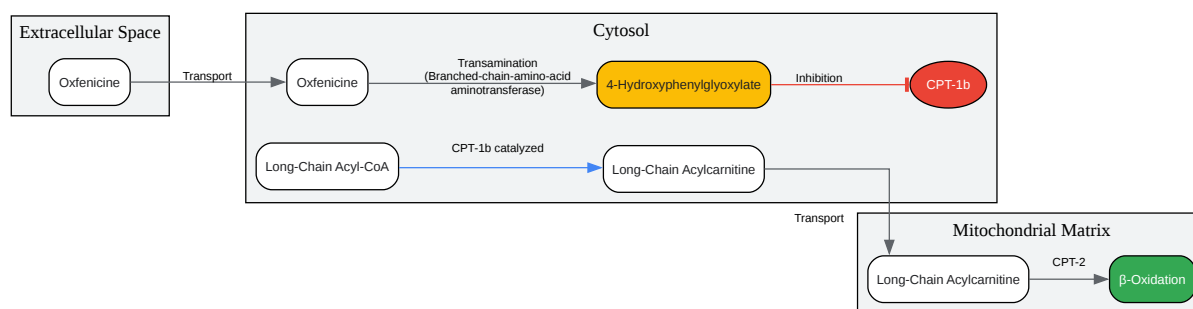 Extracellular Space
Cytosol
Oxfenicine
Transport
Oxfenicine
Transamination
(Branched-chain-amino-acid
aminotransferase)
4-Hydroxyphenylglyoxylate
Inhibition
CPT-1b
Long-Chain Acyl-CoA
CPT-1b catalyzed
Long-Chain Acylcarnitine
Transport
Mitochondrial Matrix
Long-Chain Acylcarnitine
CPT-2
β-Oxidation